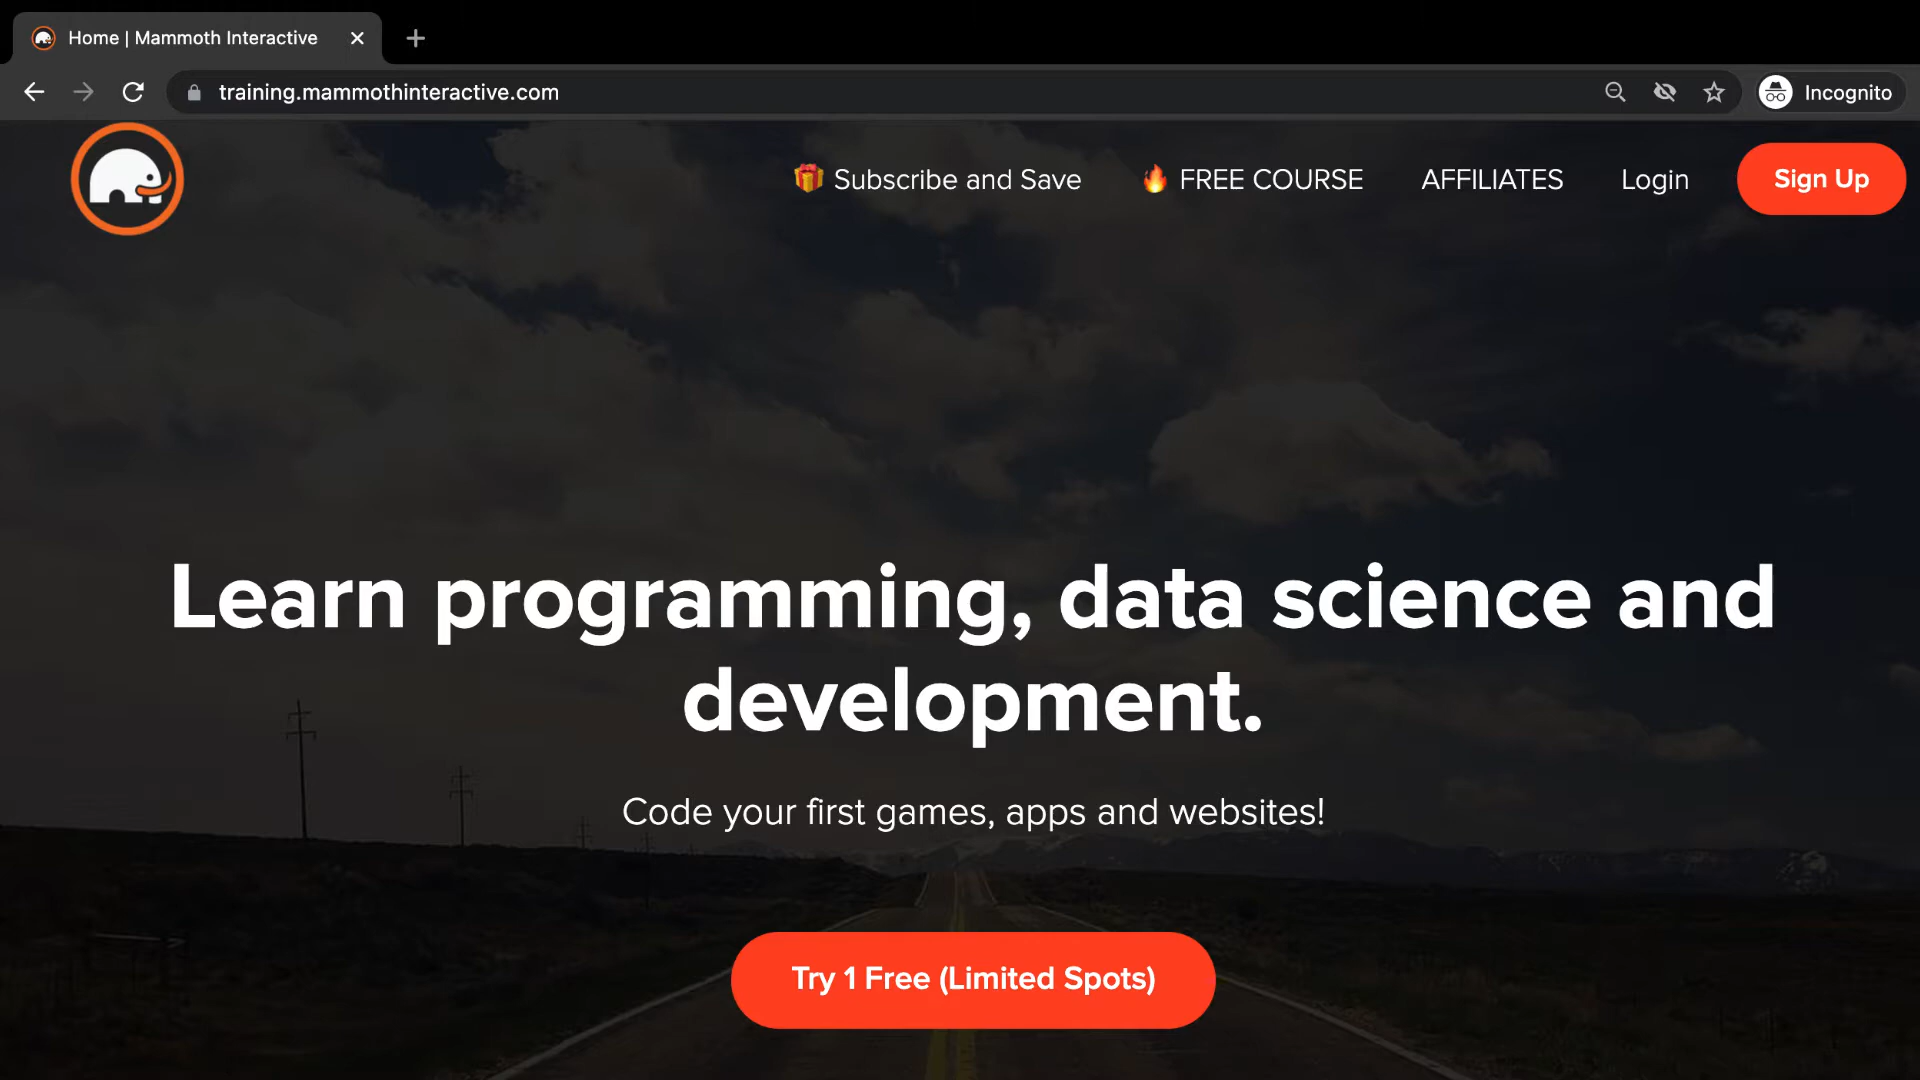 Home | Mammoth Interactive
training.mammothinteractive.com
Incognito
🎁 Subscribe and Save
🔥 FREE COURSE
AFFILIATES
Login
Sign Up
Learn programming, data science and
development.
Code your first games, apps and websites!
Try 1 Free (Limited Spots)